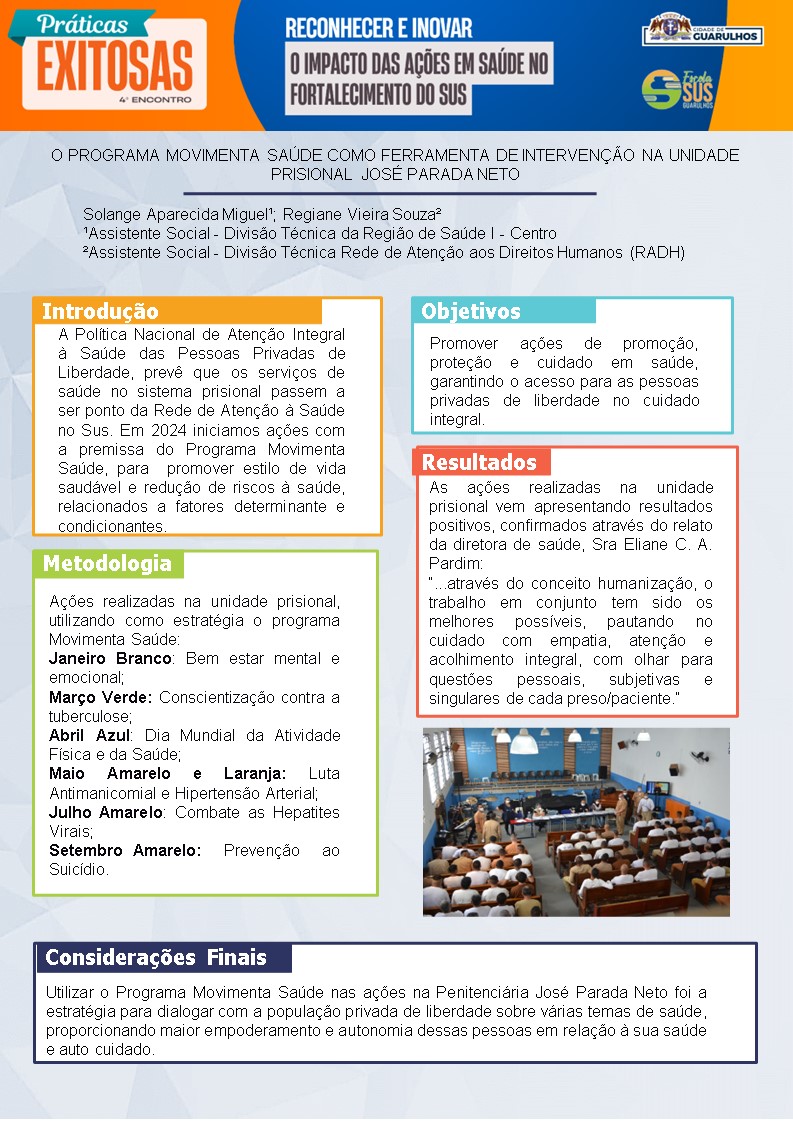 Práticas
EXITOSAS
4º ENCONTRO
RECONHECER E INOVAR
O IMPACTO DAS AÇÕES EM SAÚDE NO
FORTALECIMENTO DO SUS
CIDADE DE
GUARULHOS
Escola
SUS
GUARULHOS
O PROGRAMA MOVIMENTA SAÚDE COMO FERRAMENTA DE INTERVENÇÃO NA UNIDADE
PRISIONAL JOSÉ PARADA NETO
Solange Aparecida Miguel¹; Regiane Vieira Souza²
¹Assistente Social - Divisão Técnica da Região de Saúde I - Centro
²Assistente Social - Divisão Técnica Rede de Atenção aos Direitos Humanos (RADH)
Introdução
A Política Nacional de Atenção Integral
à Saúde das Pessoas Privadas de
Liberdade, prevê que os serviços de
saúde no sistema prisional passem a
ser ponto da Rede de Atenção à Saúde
no Sus. Em 2024 iniciamos ações com
a premissa do Programa Movimenta
Saúde, para promover estilo de vida
saudável e redução de riscos à saúde,
relacionados a fatores determinante e
condicionantes.
Metodologia
Ações realizadas na unidade prisional,
utilizando como estratégia o programa
Movimenta Saúde:
Janeiro Branco: Bem estar mental e
emocional;
Março Verde: Conscientização contra a
tuberculose;
Abril Azul: Dia Mundial da Atividade
Física e da Saúde;
Maio Amarelo e Laranja: Luta
Antimanicomial e Hipertensão Arterial;
Julho Amarelo: Combate as Hepatites
Virais;
Setembro Amarelo: Prevenção ao
Suicídio.
Objetivos
Promover ações de promoção,
proteção e cuidado em saúde,
garantindo o acesso para as pessoas
privadas de liberdade no cuidado
integral.
Resultados
As ações realizadas na unidade
prisional vem apresentando resultados
positivos, confirmados através do relato
da diretora de saúde, Sra Eliane C. A.
Pardim:
“...através do conceito humanização, o
trabalho em conjunto tem sido os
melhores possíveis, pautando no
cuidado com empatia, atenção e
acolhimento integral, com olhar para
questões pessoais, subjetivas e
singulares de cada preso/paciente.”
Considerações Finais
Utilizar o Programa Movimenta Saúde nas ações na Penitenciária José Parada Neto foi a
estratégia para dialogar com a população privada de liberdade sobre várias temas de saúde,
proporcionando maior empoderamento e autonomia dessas pessoas em relação à sua saúde
e auto cuidado.